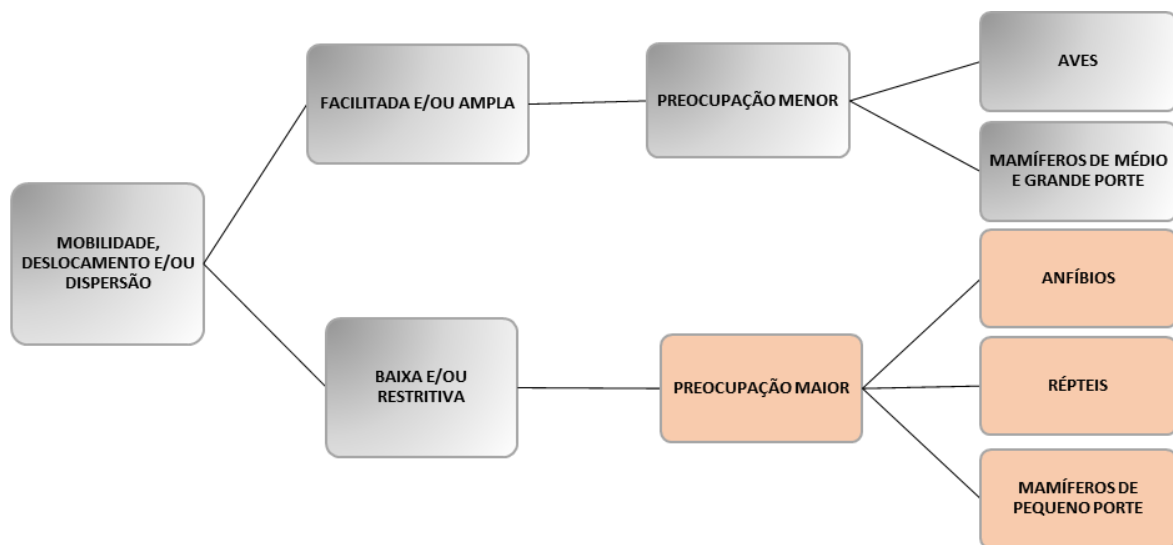 MOBILIDADE,
DESLOCAMENTO E/OU
DISPERSÃO
FACILITADA E/OU AMPLA
PREOCUPAÇÃO MENOR
AVES
MAMÍFEROS DE MÉDIO
E GRANDE PORTE
BAIXA E/OU
RESTRITIVA
PREOCUPAÇÃO MAIOR
ANFÍBIOS
RÉPTEIS
MAMÍFEROS DE
PEQUENO PORTE